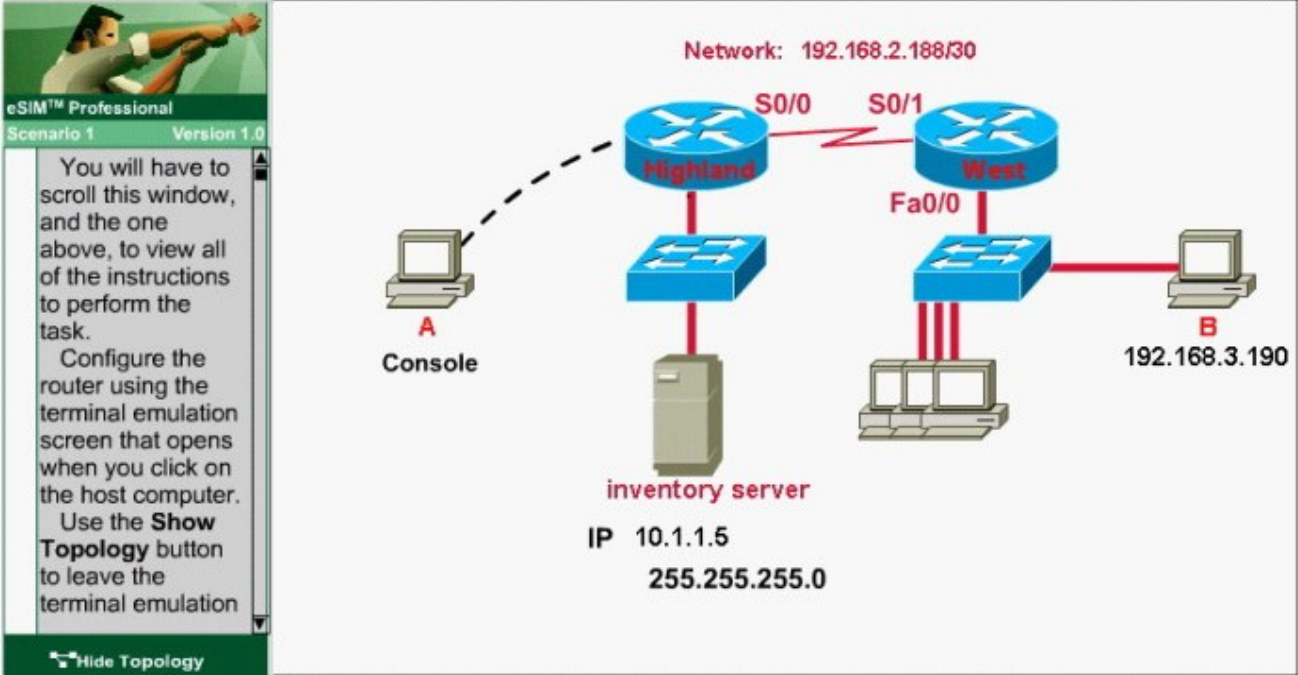 eSIM™ Professional
Scenario 1 Version 1.0
You will have to
scroll this window,
and the one
above, to view all
of the instructions
to perform the
task.
Configure the
router using the
terminal emulation
screen that opens
when you click on
the host computer.
Use the Show
Topology button
to leave the
terminal emulation
Hide Topology
Network: 192.168.2.188/30
S0/0 S0/1
Highland West
Fa0/0
A
Console
B
192.168.3.190
inventory server
IP 10.1.1.5
255.255.255.0